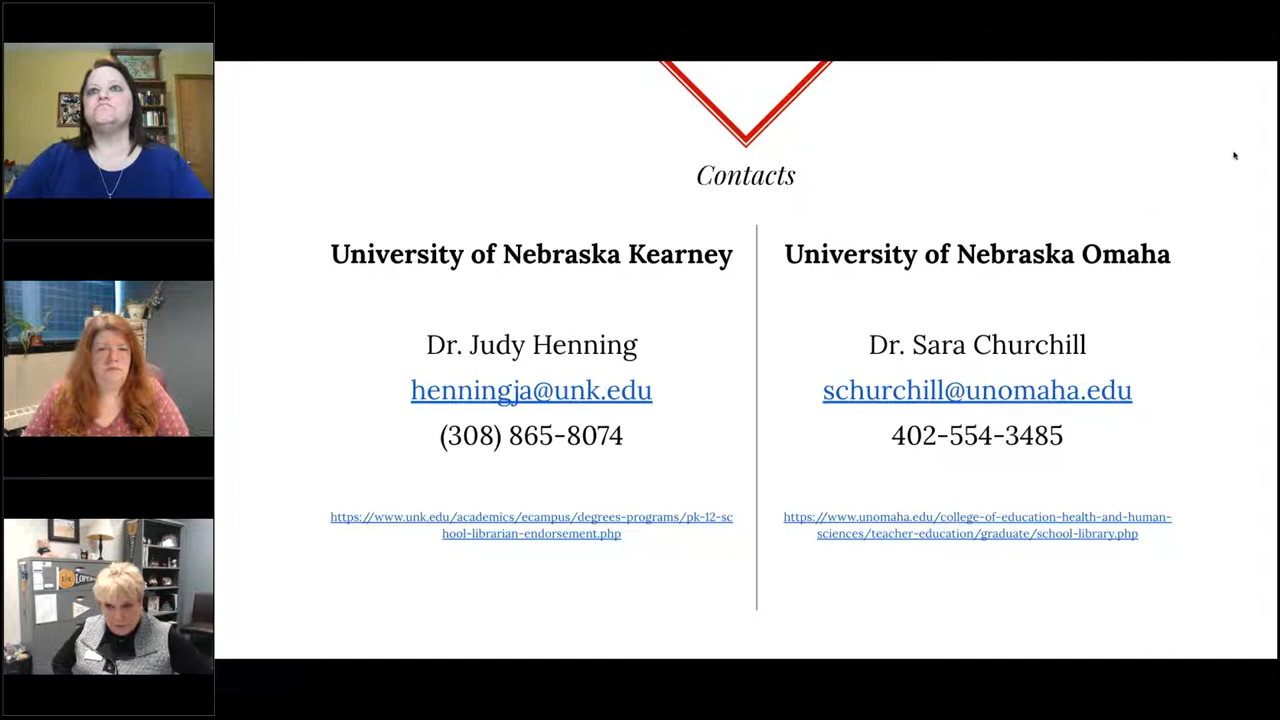 Contacts
University of Nebraska Kearney
Dr. Judy Henning
henningja@unk.edu
(308) 865-8074
https://www.unk.edu/academics/ecampus/degrees-programs/pk-12-sc
hool-librarian-endorsement.php
University of Nebraska Omaha
Dr. Sara Churchill
schurchill@unomaha.edu
402-554-3485
https://www.unomaha.edu/college-of-education-health-and-human-
sciences/teacher-education/graduate/school-library.php